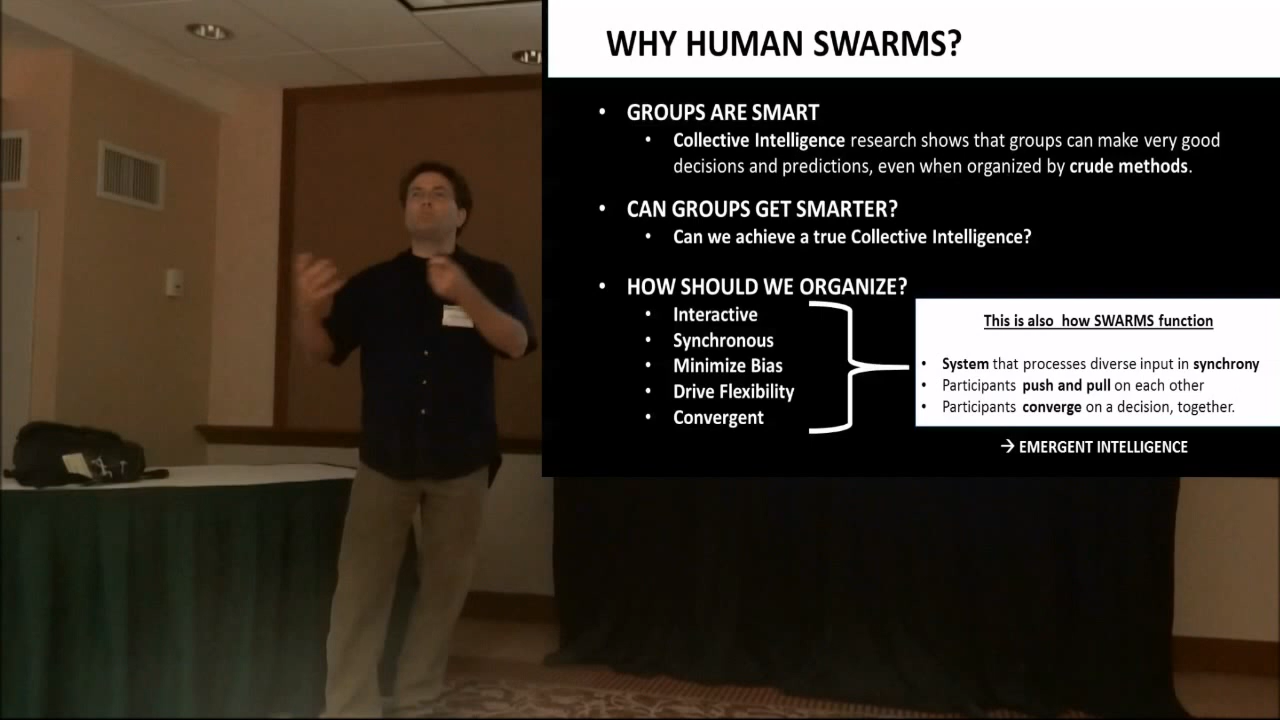 WHY HUMAN SWARMS?
• GROUPS ARE SMART
• Collective Intelligence research shows that groups can make very good
decisions and predictions, even when organized by crude methods.
• CAN GROUPS GET SMARTER?
• Can we achieve a true Collective Intelligence?
• HOW SHOULD WE ORGANIZE?
• Interactive
• Synchronous
• Minimize Bias
• Drive Flexibility
• Convergent
This is also how SWARMS function
• System that processes diverse input in synchrony
• Participants push and pull on each other
• Participants converge on a decision, together.
→ EMERGENT INTELLIGENCE